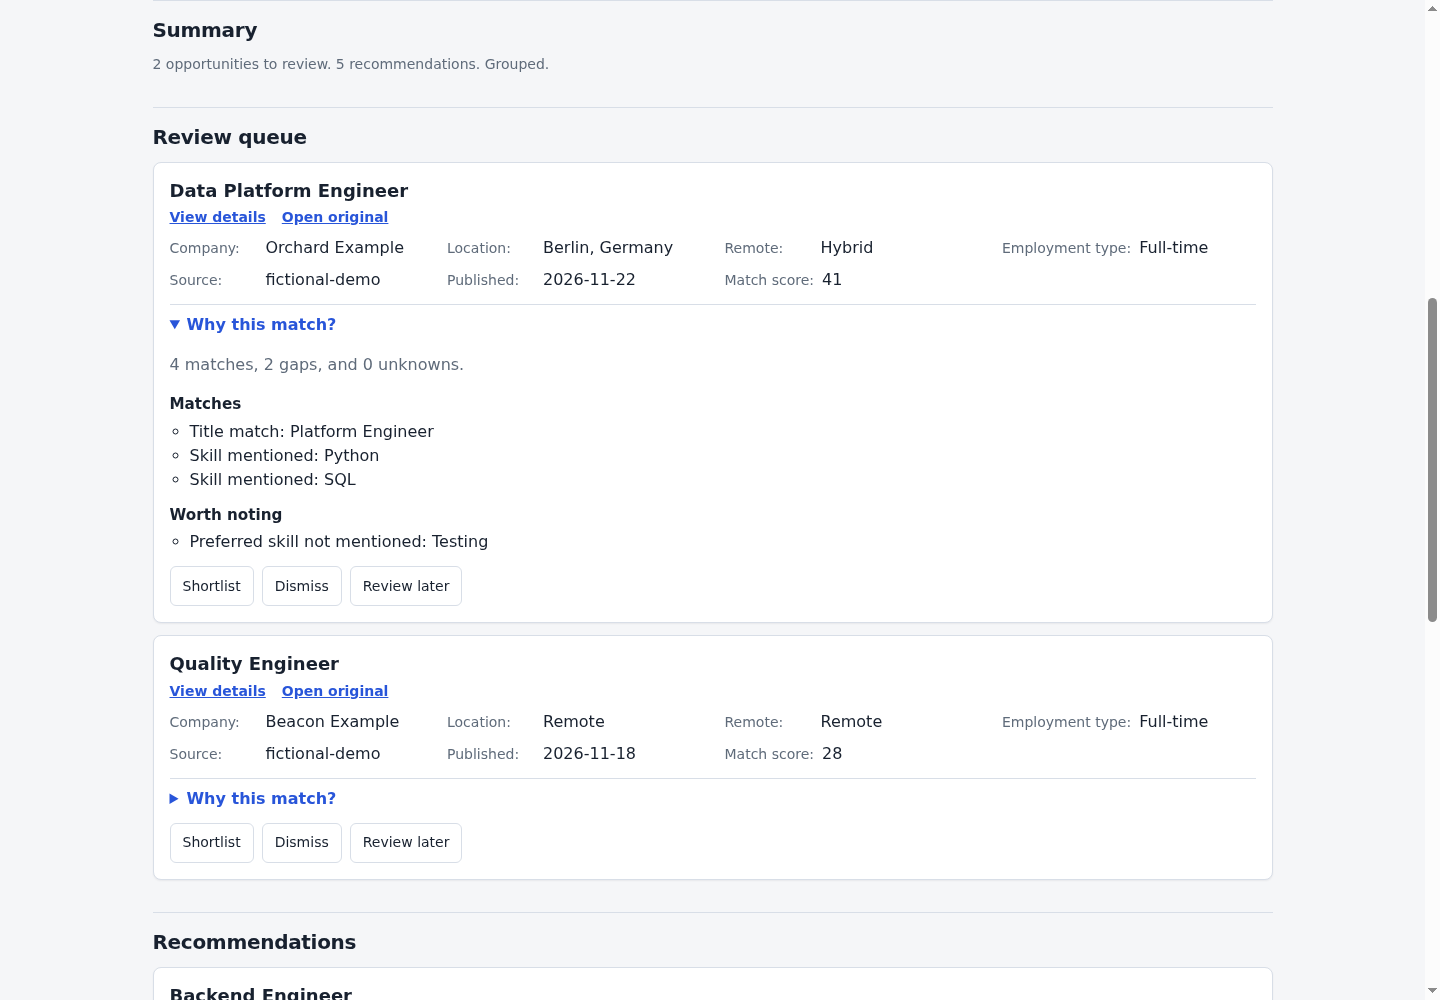 Summary
2 opportunities to review. 5 recommendations. Grouped.
Review queue
Data Platform Engineer
View details Open original
Company: Orchard Example Location: Berlin, Germany Remote: Hybrid Employment type: Full-time
Source: fictional-demo Published: 2026-11-22 Match score: 41
Why this match?
4 matches, 2 gaps, and 0 unknowns.
Matches
Title match: Platform Engineer
Skill mentioned: Python
Skill mentioned: SQL
Worth noting
Preferred skill not mentioned: Testing
Shortlist Dismiss Review later
Quality Engineer
View details Open original
Company: Beacon Example Location: Remote Remote: Remote Employment type: Full-time
Source: fictional-demo Published: 2026-11-18 Match score: 28
Why this match?
Shortlist Dismiss Review later
Recommendations
Backend Engineer